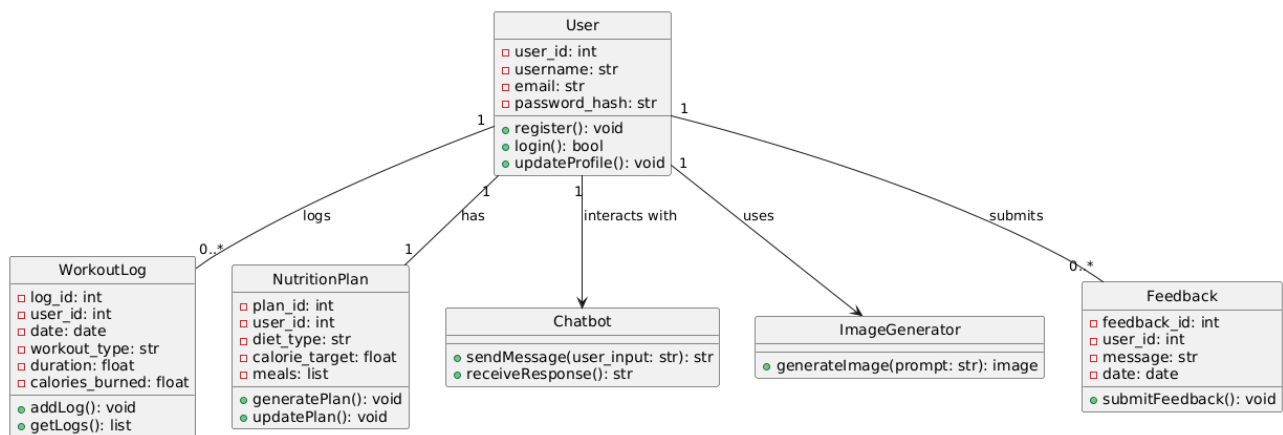 User
user_id: int
username: str
email: str
password_hash: str
register(): void
login(): bool
updateProfile(): void
1
1
1
1
1
logs
has
interacts with
uses
submits
0..*
1
0..*
WorkoutLog
log_id: int
user_id: int
date: date
workout_type: str
duration: float
calories_burned: float
addLog(): void
getLogs(): list
NutritionPlan
plan_id: int
user_id: int
diet_type: str
calorie_target: float
meals: list
generatePlan(): void
updatePlan(): void
Chatbot
sendMessage(user_input: str): str
receiveResponse(): str
ImageGenerator
generateImage(prompt: str): image
Feedback
feedback_id: int
user_id: int
message: str
date: date
submitFeedback(): void